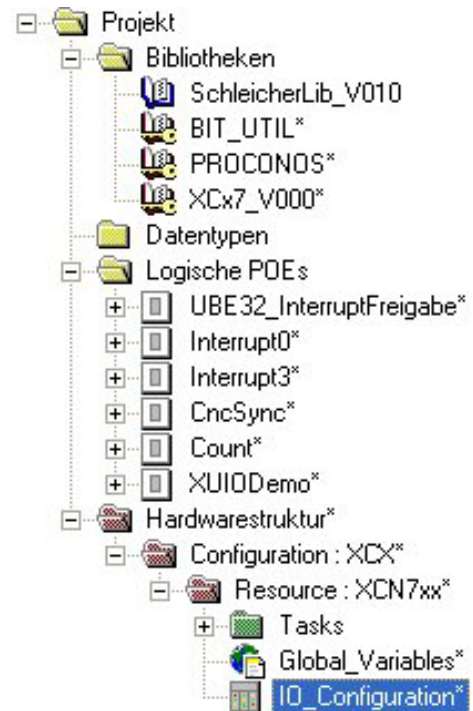 Projekt
Bibliotheken
SchleicherLib_V010
BIT_UTIL*
PROCONOS*
XCx7_V000*
Datentypen
Logische POEs
UBE32_InterruptFreigabe*
Interrupt0*
Interrupt3*
CncSync*
Count*
XUIODemo*
Hardwarestruktur*
Configuration : XCX*
Resource : XCN7xx*
Tasks
Global_Variables*
IO_Configuration*